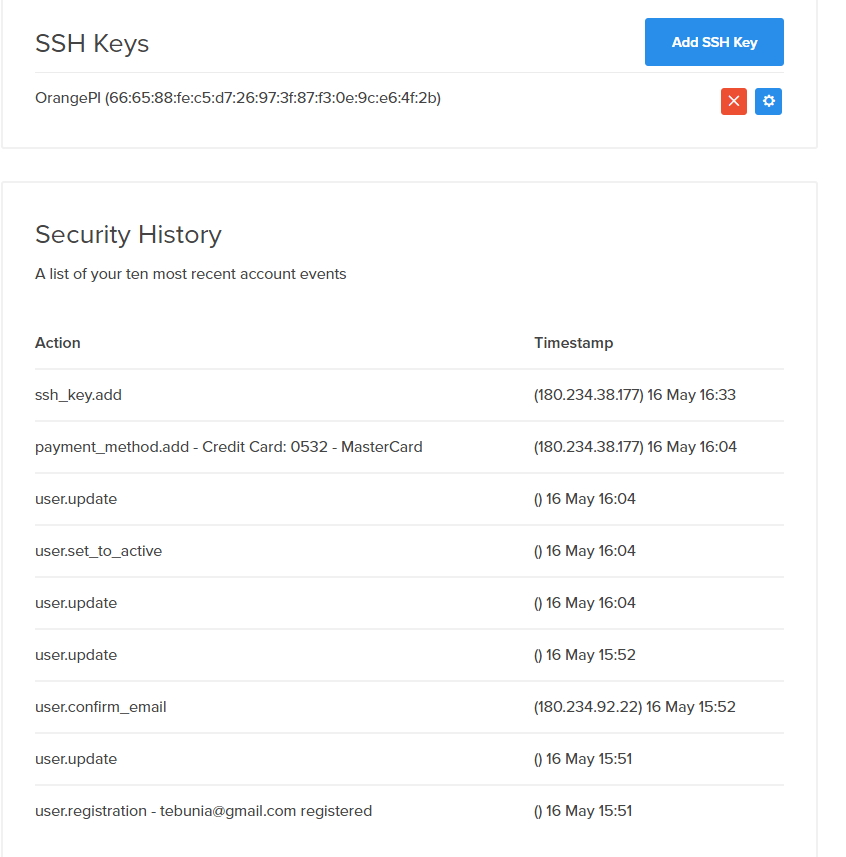 SSH Keys
Add SSH Key
OrangePI (66:65:88:fe:c5:d7:26:97:3f:87:f3:0e:9c:e6:4f:2b)
Security History
A list of your ten most recent account events
Action Timestamp
ssh_key.add (180.234.38.177) 16 May 16:33
payment_method.add - Credit Card: 0532 - MasterCard (180.234.38.177) 16 May 16:04
user.update () 16 May 16:04
user.set_to_active () 16 May 16:04
user.update () 16 May 16:04
user.update () 16 May 15:52
user.confirm_email (180.234.92.22) 16 May 15:52
user.update () 16 May 15:51
user.registration - tebunia@gmail.com registered () 16 May 15:51